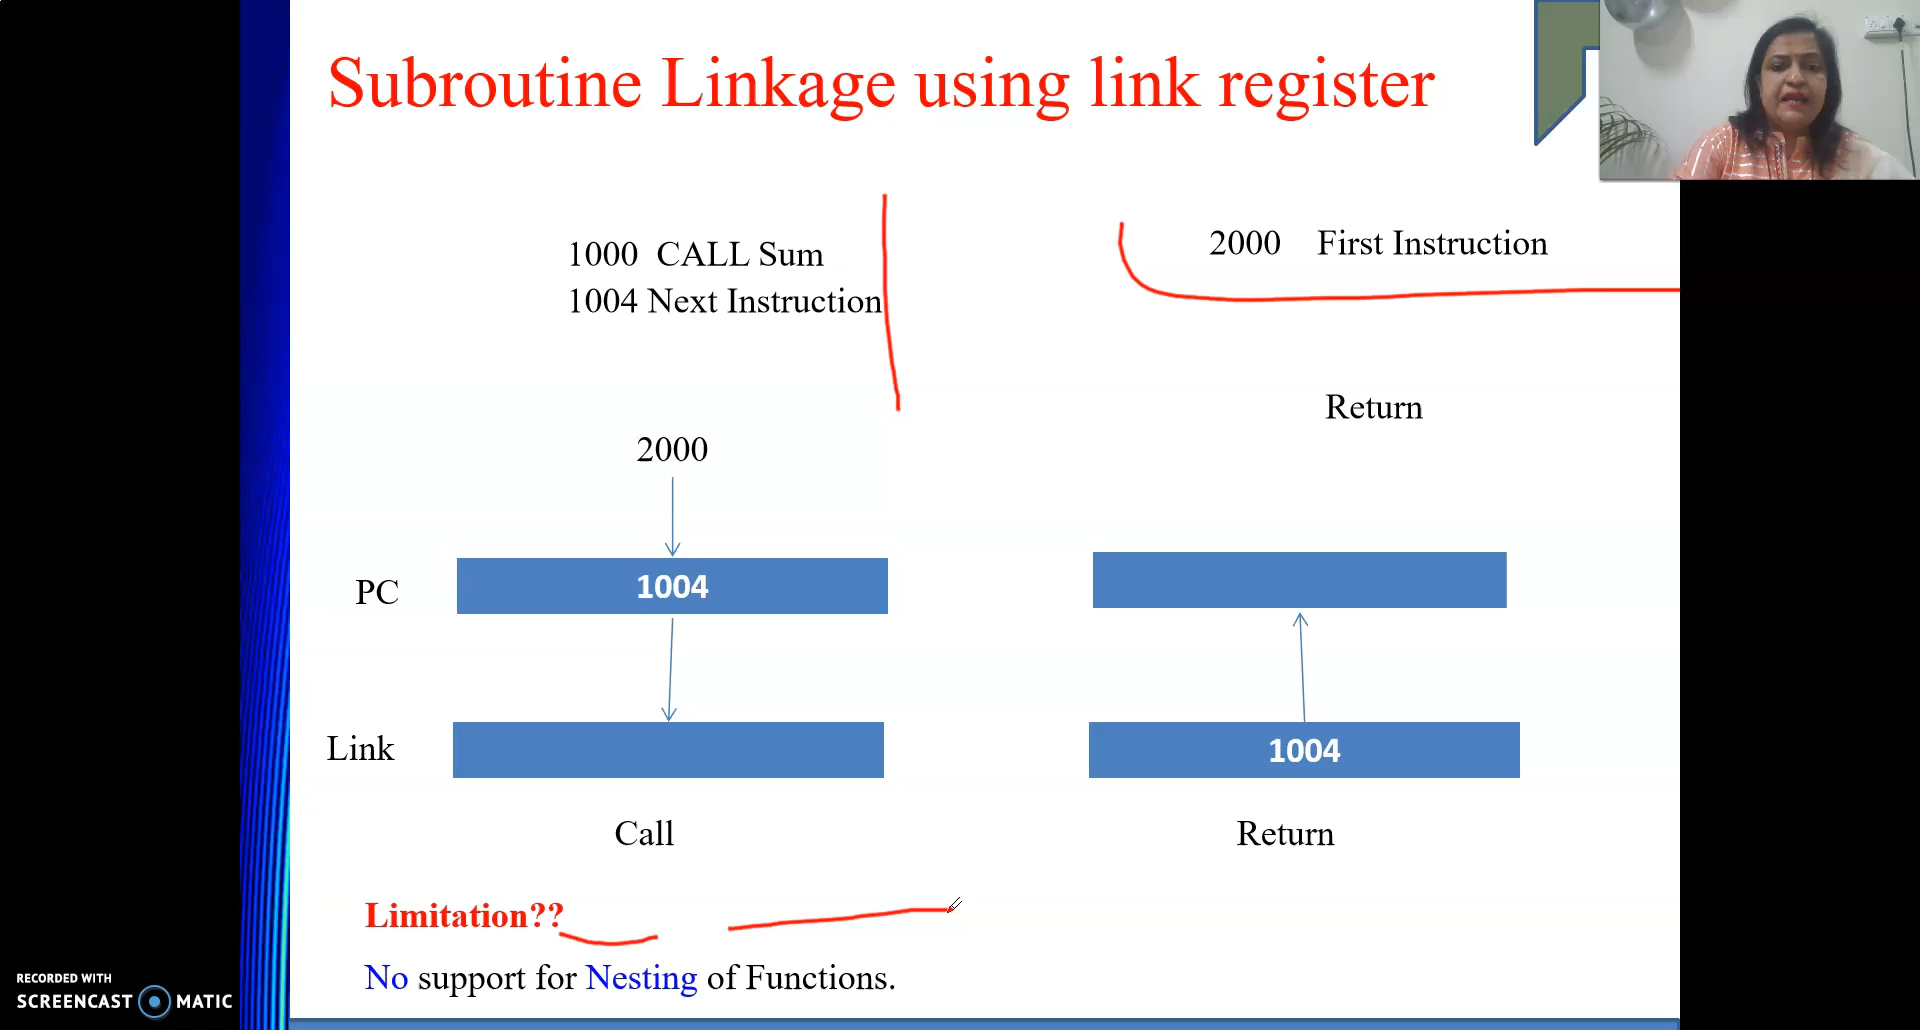 Subroutine Linkage using link register
1000 CALL Sum
1004 Next Instruction
2000 First Instruction
Return
2000
PC
1004
Link
1004
Call
Return
Limitation??
No support for Nesting of Functions.
RECORDED WITH
SCREENCAST MATIC